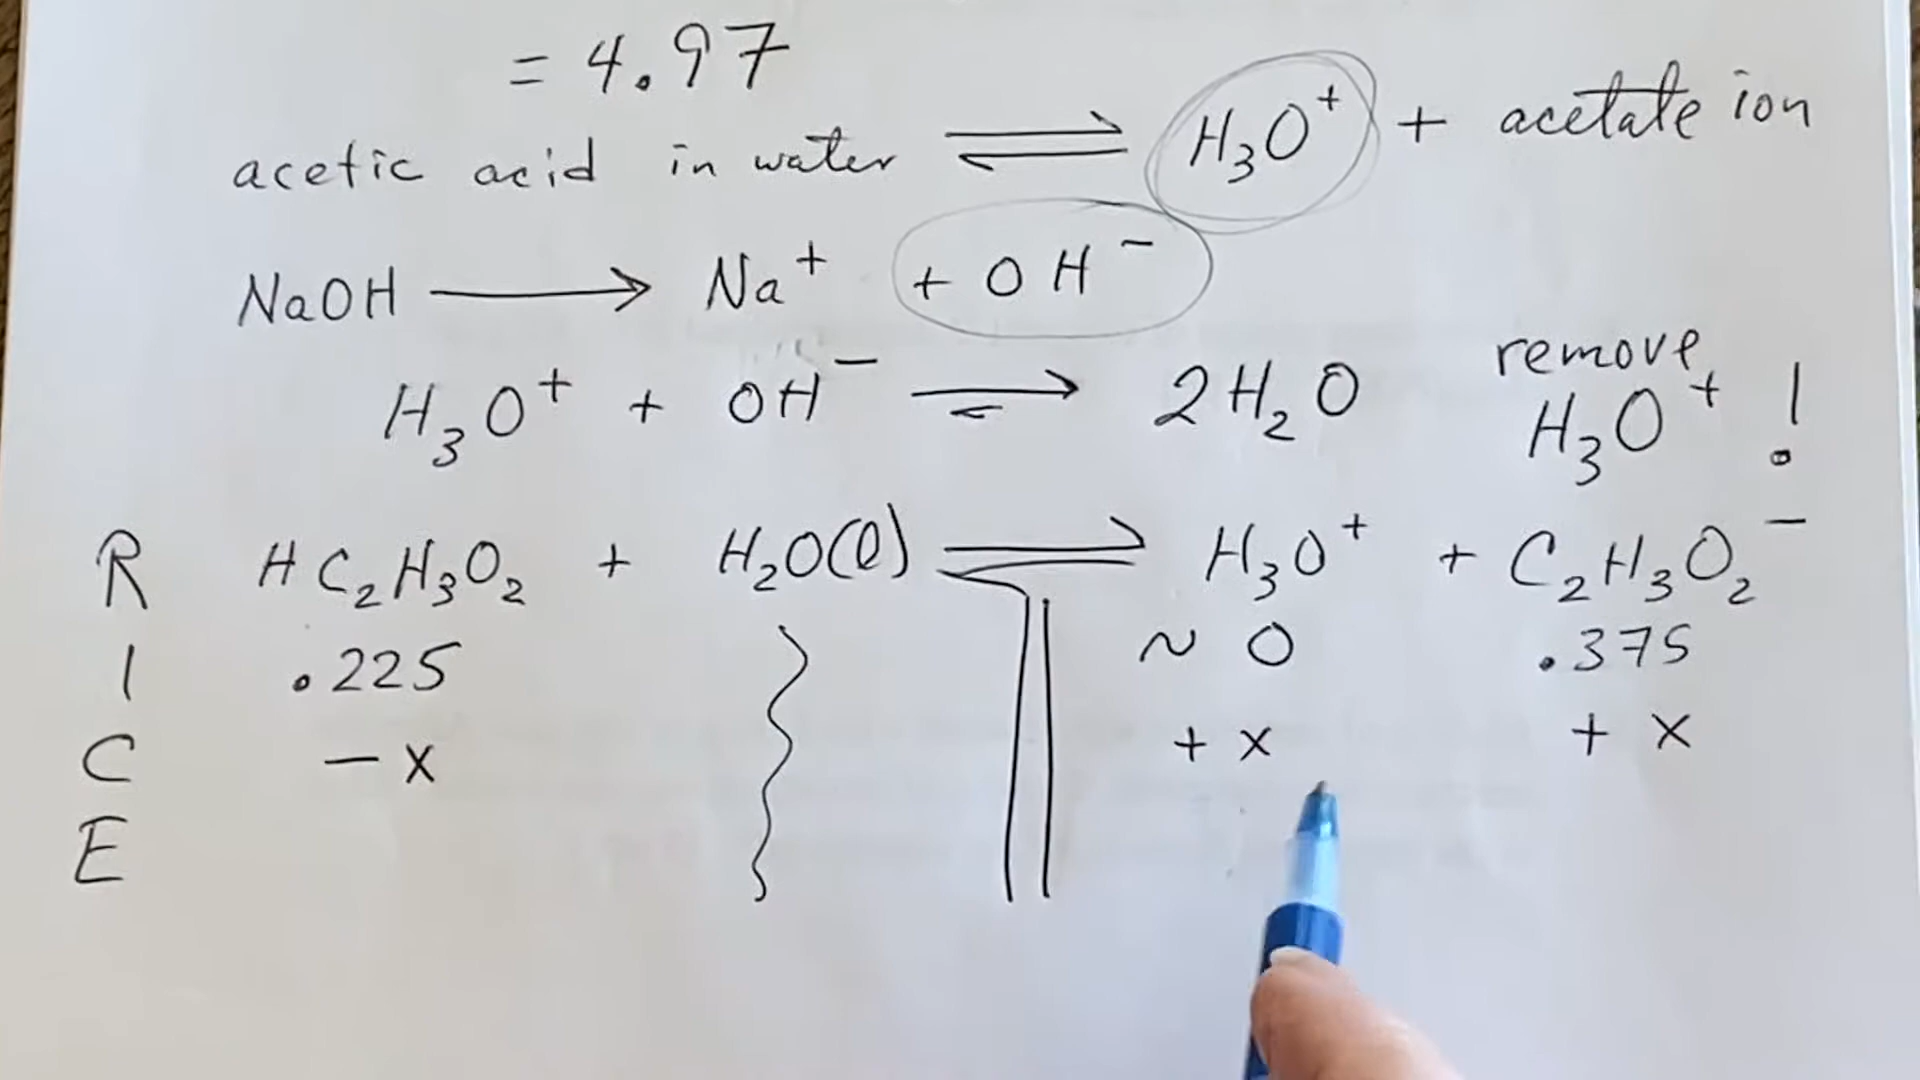 = 4.97
acetic acid in water ⇌ H₃O⁺ + acetate ion
NaOH → Na⁺ + OH⁻
H₃O⁺ + OH⁻ ⇌ 2H₂O remove H₃O⁺ !
R HC₂H₃O₂ + H₂O(l) ⇌ H₃O⁺ + C₂H₃O₂⁻
I .225 ~ 0 .375
C - x + x + x
E